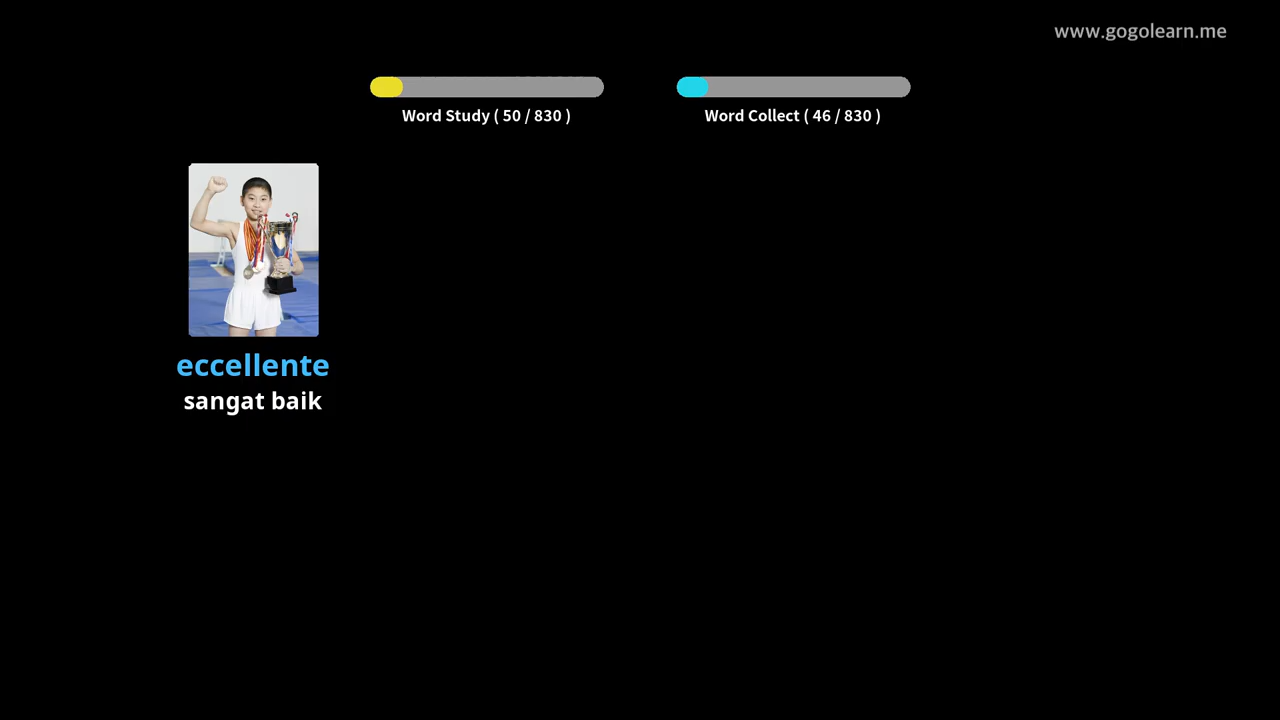 www.gogolearn.me
Word Study ( 50 / 830 )
Word Collect ( 46 / 830 )
eccellente
sangat baik